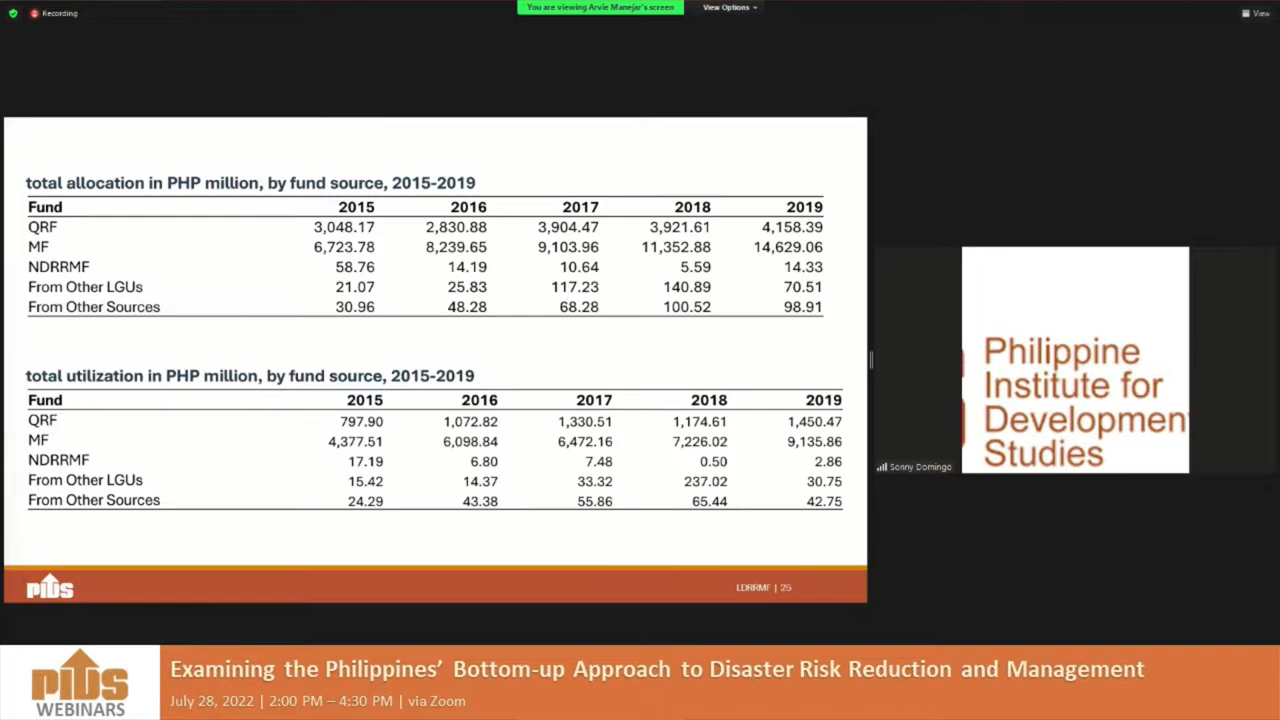 Recording
You are viewing Arvie Manejar's screen
View Options
View
total allocation in PHP million, by fund source, 2015-2019
Fund 2015 2016 2017 2018 2019
QRF 3,048.17 2,830.88 3,904.47 3,921.61 4,158.39
MF 6,723.78 8,239.65 9,103.96 11,352.88 14,629.06
NDRRMF 58.76 14.19 10.64 5.59 14.33
From Other LGUs 21.07 25.83 117.23 140.89 70.51
From Other Sources 30.96 48.28 68.28 100.52 98.91
total utilization in PHP million, by fund source, 2015-2019
Fund 2015 2016 2017 2018 2019
QRF 797.90 1,072.82 1,330.51 1,174.61 1,450.47
MF 4,377.51 6,098.84 6,472.16 7,226.02 9,135.86
NDRRMF 17.19 6.80 7.48 0.50 2.86
From Other LGUs 15.42 14.37 33.32 237.02 30.75
From Other Sources 24.29 43.38 55.86 65.44 42.75
PIDS
LDRRMF | 25
Philippine
Institute for
Development
Studies
Sonny Domingo
PIDS
WEBINARS
Examining the Philippines' Bottom-up Approach to Disaster Risk Reduction and Management
July 28, 2022 | 2:00 PM – 4:30 PM | via Zoom